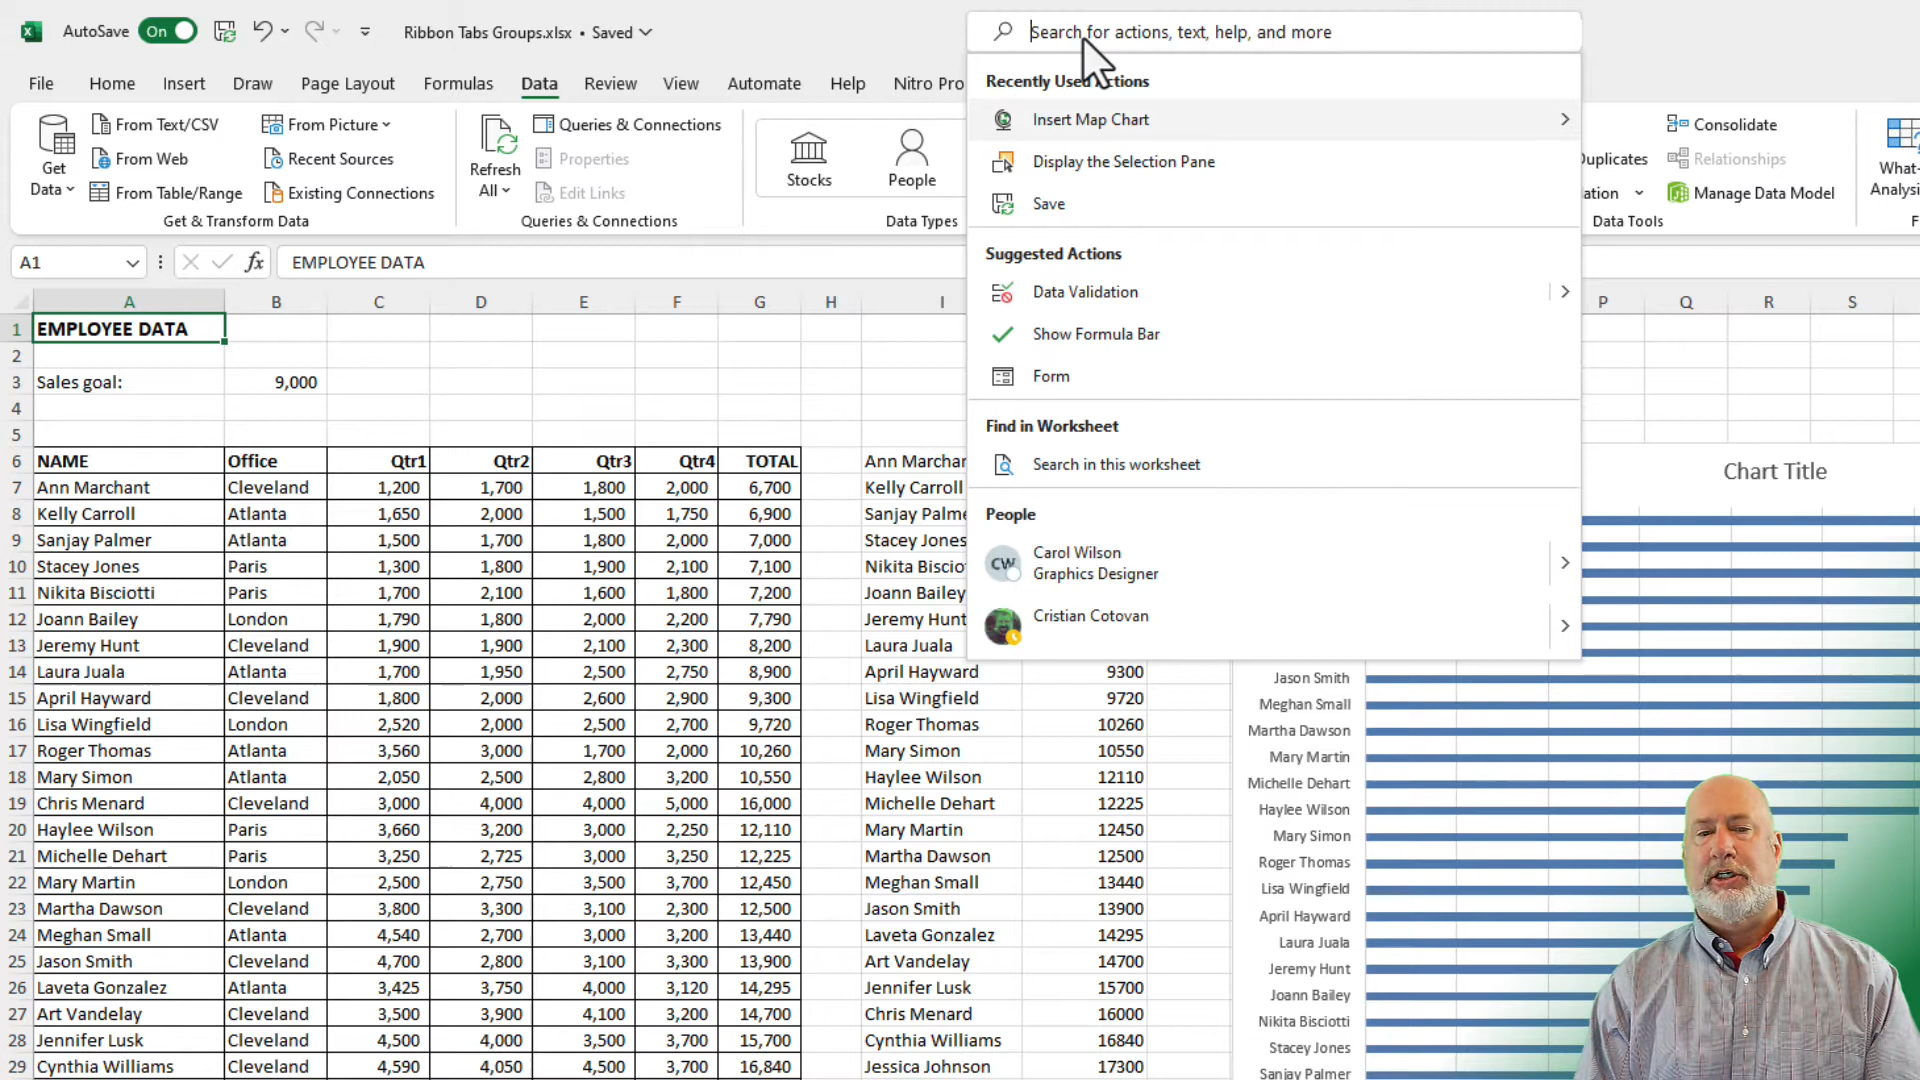 AutoSave On Ribbon Tabs Groups.xlsx • Saved
Search for actions, text, help, and more
File Home Insert Draw Page Layout Formulas Data Review View Automate Help Nitro Pro
Get Data
From Text/CSV
From Web
From Table/Range
From Picture
Recent Sources
Existing Connections
Get & Transform Data
Refresh All
Queries & Connections
Properties
Edit Links
Queries & Connections
Stocks
People
Data Types
Consolidate
Relationships
Manage Data Model
Data Tools
Recently Used
Insert Map Chart
Display the Selection Pane
Save
Suggested Actions
Data Validation
Show Formula Bar
Form
Find in Worksheet
Search in this worksheet
People
CW
Carol Wilson
Graphics Designer
Cristian Cotovan
A1 fx EMPLOYEE DATA
A B C D E F G H I P Q R S
1 EMPLOYEE DATA
2
3 Sales goal: 9,000
4
5
6 NAME Office Qtr1 Qtr2 Qtr3 Qtr4 TOTAL
7 Ann Marchant Cleveland 1,200 1,700 1,800 2,000 6,700 Kelly Carroll
8 Kelly Carroll Atlanta 1,650 2,000 1,500 1,750 6,900
9 Sanjay Palmer Atlanta 1,500 1,700 1,800 2,000 7,000 Stacey Jones
10 Stacey Jones Paris 1,300 1,800 1,900 2,100 7,100 Nikita
11 Nikita Bisciotti Paris 1,700 2,100 1,600 1,800 7,200 Joann Bailey
12 Joann Bailey London 1,790 1,800 2,000 2,200 7,790 Jeremy Hunt
13 Jeremy Hunt Cleveland 1,900 1,900 2,100 2,300 8,200 Laura Juala
14 Laura Juala Atlanta 1,700 1,950 2,500 2,750 8,900 April Hayward 9300
15 April Hayward Cleveland 1,800 2,000 2,600 2,900 9,300 Lisa Wingfield 9720
16 Lisa Wingfield London 2,520 2,000 2,500 2,700 9,720 Roger Thomas 10260
17 Roger Thomas Atlanta 3,560 3,000 1,700 2,000 10,260 Mary Simon 10550
18 Mary Simon Atlanta 2,050 2,500 2,800 3,200 10,550 Haylee Wilson 12110
19 Chris Menard Cleveland 3,000 4,000 4,000 5,000 16,000 Michelle Dehart 12225
20 Haylee Wilson Paris 3,660 3,200 3,000 2,250 12,110 Mary Martin 12450
21 Michelle Dehart Paris 3,250 2,725 3,000 3,250 12,225 Martha Dawson 12500
22 Mary Martin London 2,500 2,750 3,500 3,700 12,450 Meghan Small 13440
23 Martha Dawson Cleveland 3,800 3,300 3,100 2,300 12,500 Jason Smith 13900
24 Meghan Small Atlanta 4,540 2,700 3,000 3,200 13,440 Laveta Gonzalez 14295
25 Jason Smith Cleveland 4,700 2,800 3,100 3,300 13,900 Art Vandelay 14700
26 Laveta Gonzalez Atlanta 3,425 3,750 4,000 3,120 14,295 Jennifer Lusk 15700
27 Art Vandelay Cleveland 3,500 3,900 4,100 3,200 14,700 Chris Menard 16000
28 Jennifer Lusk Cleveland 4,500 4,000 3,500 3,700 15,700 Cynthia Williams 16840
29 Cynthia Williams Cleveland 4,590 4,050 4,500 3,700 16,840 Jessica Johnson 17300
Chart Title
Jason Smith
Meghan Small
Martha Dawson
Mary Martin
Michelle Dehart
Haylee Wilson
Mary Simon
Roger Thomas
Lisa Wingfield
April Hayward
Laura Juala
Jeremy Hunt
Joann Bailey
Nikita Bisciotti
Stacey Jones
Sanjay Palmer